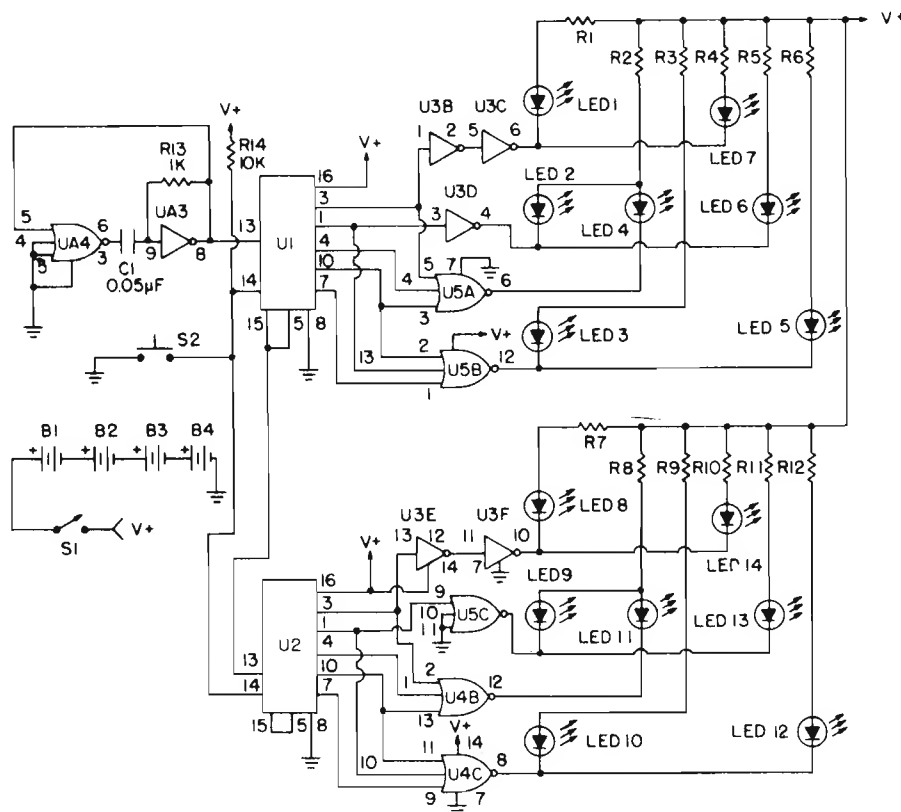 V+
R1
R2
R3
R4
R5
R6
LED 1
LED 7
U3B
U3C
1
2
5
6
V+
R13
1K
R14
10K
UA3
UA4
5
4
3
6
3
9
8
C1
0.05μF
13
14
U1
16
3
1
4
10
7
15
5
8
V+
LED 2
LED 4
LED 6
U3D
3
4
5
7
4
3
6
U5A
V+
2
13
1
12
U5B
LED 3
LED 5
S2
B1
B2
B3
B4
+
+
+
+
S1
V+
R7
R8
R9
R10
R11
R12
LED 8
LED 14
V+
U3E
U3F
13
12
14
11
7
10
LED9
LED 11
LED 13
9
10
11
U5C
U2
16
3
1
4
10
7
13
14
15
5
8
2
1
13
12
U4B
V+
14
11
10
9
7
8
U4C
LED 10
LED 12